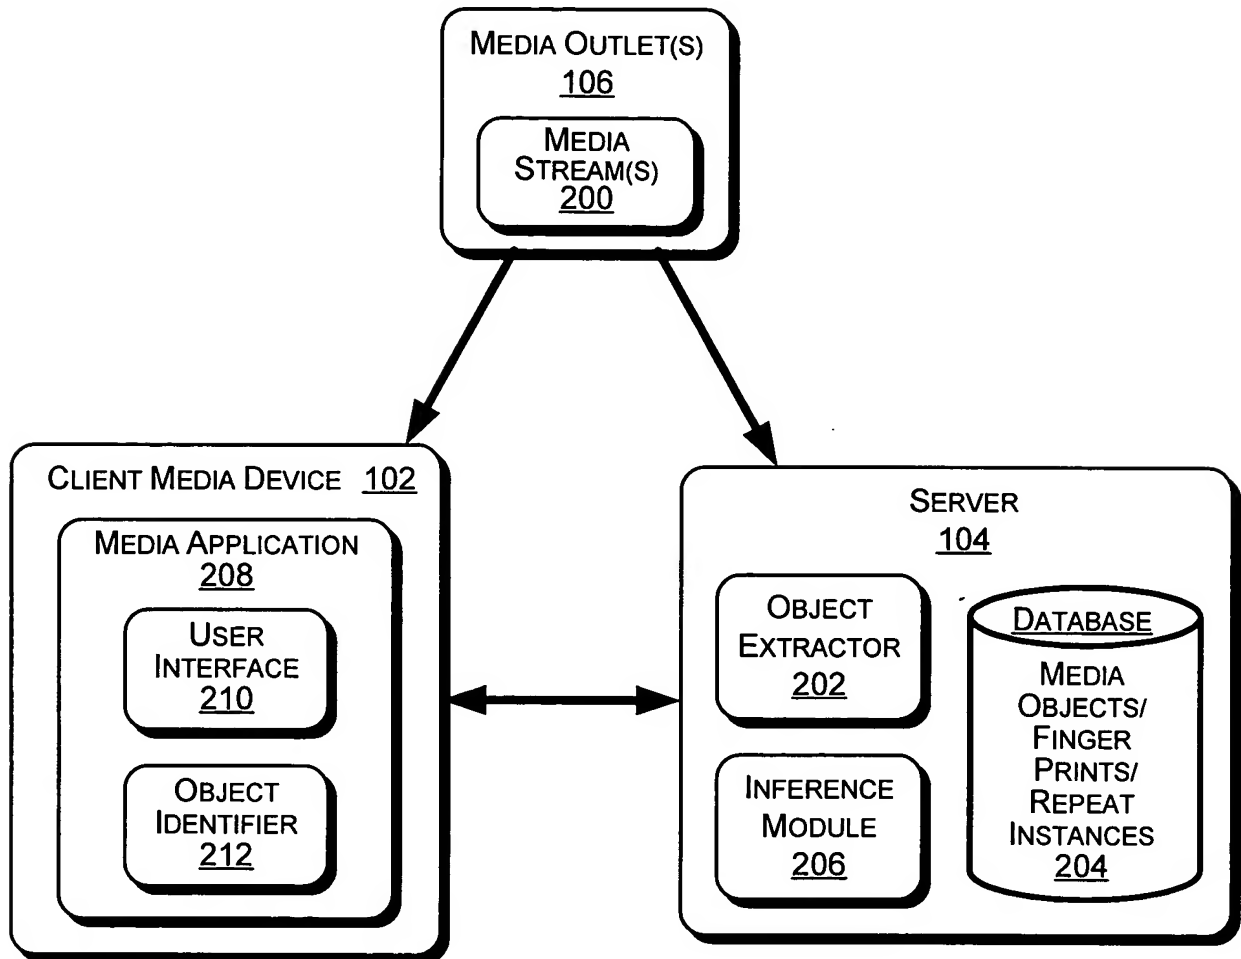 MEDIA OUTLET(S)
106
MEDIA
STREAM(S)
200
CLIENT MEDIA DEVICE 102
MEDIA APPLICATION
208
USER
INTERFACE
210
OBJECT
IDENTIFIER
212
SERVER
104
OBJECT
EXTRACTOR
202
INFERENCE
MODULE
206
DATABASE
MEDIA
OBJECTS/
FINGER
PRINTS/
REPEAT
INSTANCES
204